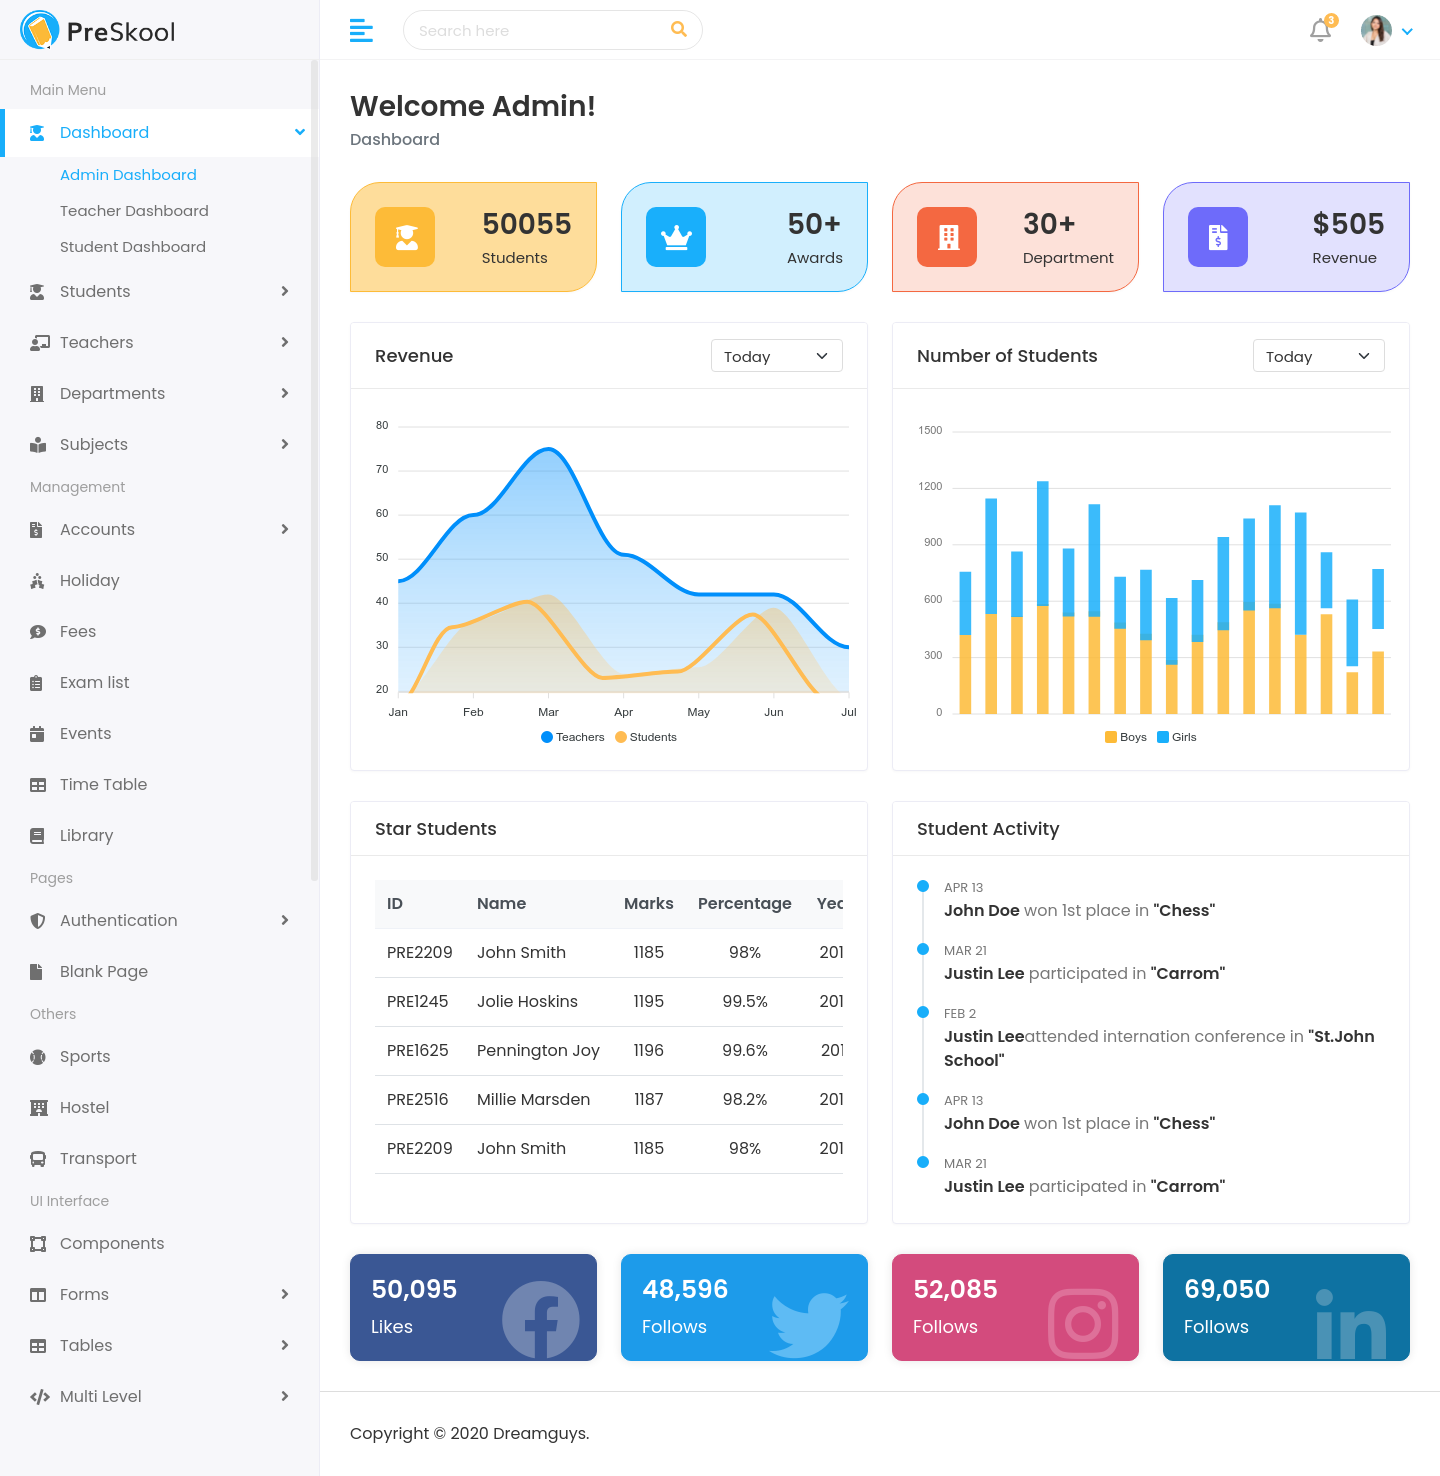 PreSkool
Search here
3
Main Menu
Dashboard
Admin Dashboard
Teacher Dashboard
Student Dashboard
Students
Teachers
Departments
Subjects
Management
Accounts
Holiday
Fees
Exam list
Events
Time Table
Library
Pages
Authentication
Blank Page
Others
Sports
Hostel
Transport
UI Interface
Components
Forms
Tables
Multi Level
Welcome Admin!
Dashboard
50055
Students
50+
Awards
30+
Department
$505
Revenue
Revenue
Today
80
70
60
50
40
30
20
Jan Feb Mar Apr May Jun Jul
Teachers Students
Number of Students
Today
1500
1200
900
600
300
0
Boys Girls
Star Students
ID Name Marks Percentage
PRE2209 John Smith 1185 98%
PRE1245 Jolie Hoskins 1195 99.5%
PRE1625 Pennington Joy 1196 99.6%
PRE2516 Millie Marsden 1187 98.2%
PRE2209 John Smith 1185 98%
Student Activity
APR 13
John Doe won 1st place in "Chess"
MAR 21
Justin Lee participated in "Carrom"
FEB 2
Justin Leeattended internation conference in "St.John
School"
APR 13
John Doe won 1st place in "Chess"
MAR 21
Justin Lee participated in "Carrom"
50,095
Likes
48,596
Follows
52,085
Follows
69,050
Follows
in
Copyright © 2020 Dreamguys.